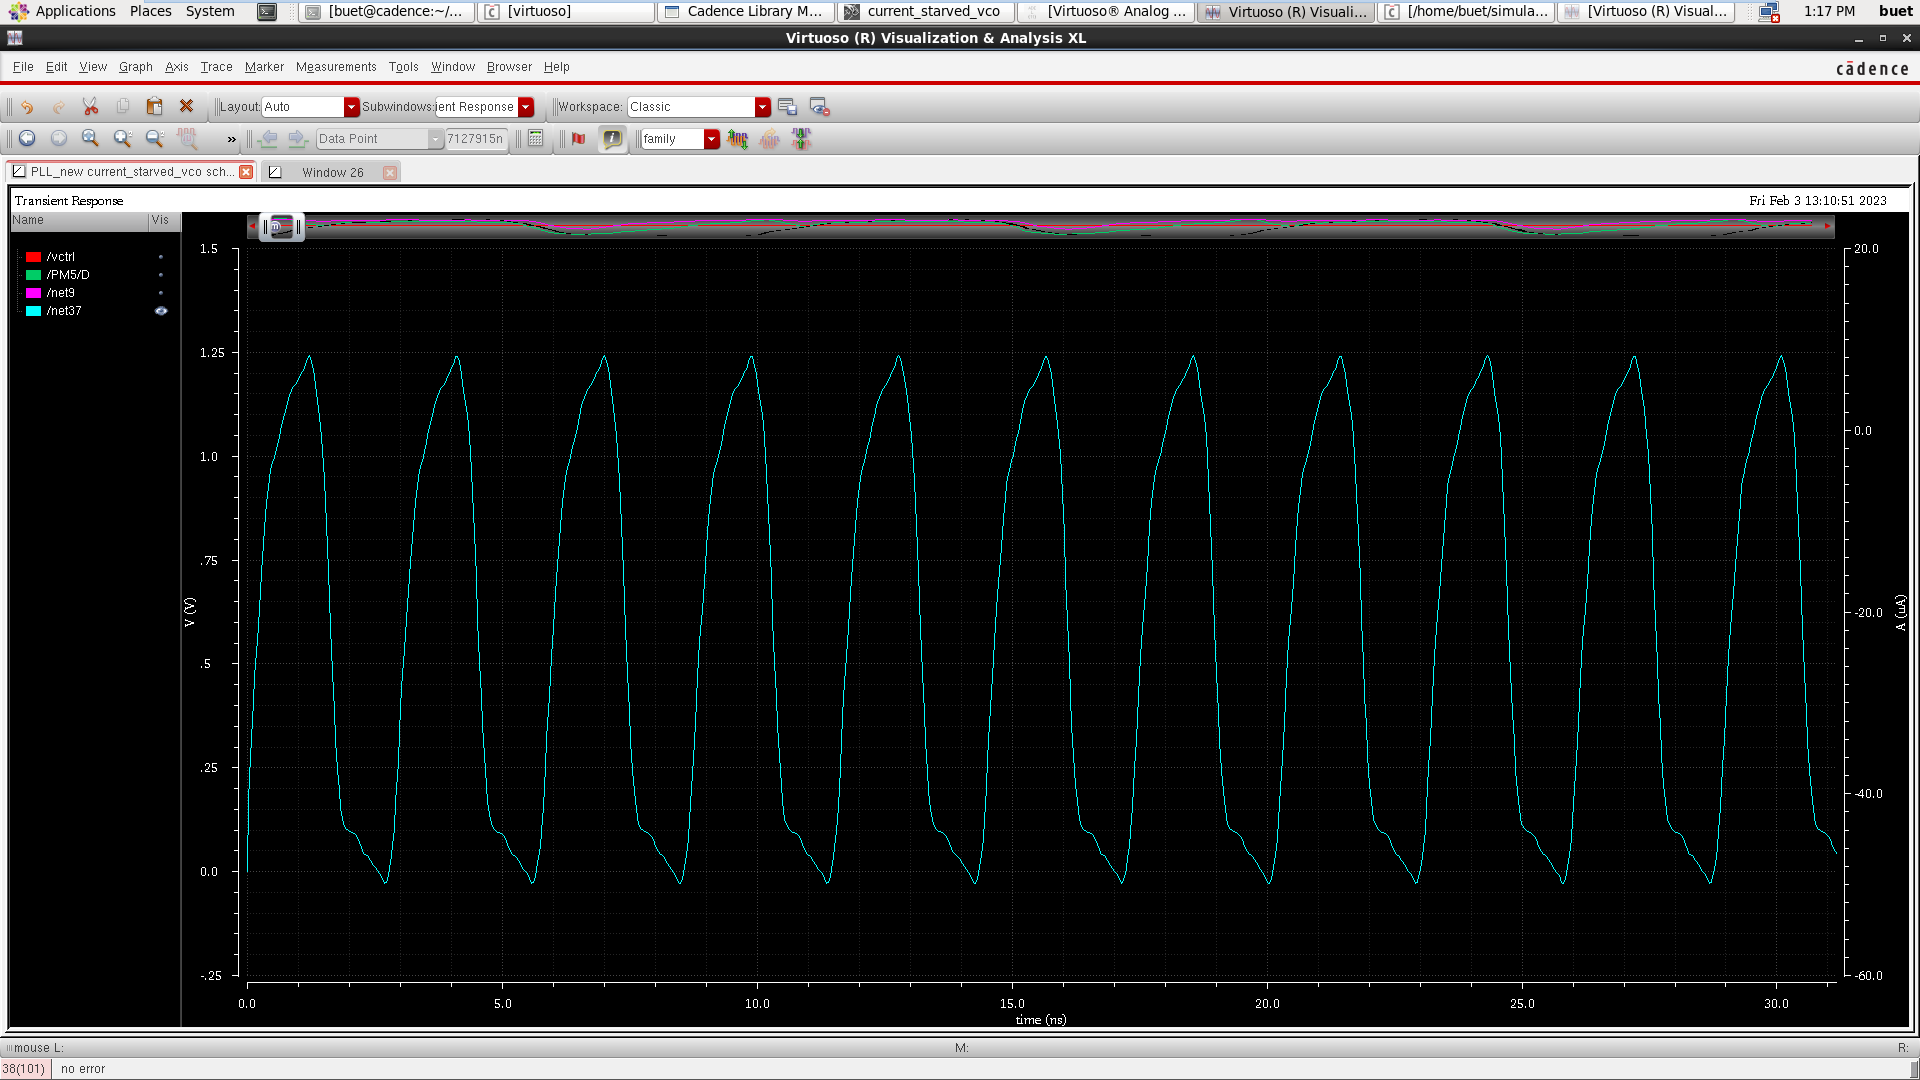 Applications Places System [buet@cadence:~/... [virtuoso] Cadence Library M... current_starved_vco [Virtuoso® Analog ... Virtuoso (R) Visuali... [/home/buet/simula... [Virtuoso (R) Visual... 1:17 PM buet
Virtuoso (R) Visualization & Analysis XL
File Edit View Graph Axis Trace Marker Measurements Tools Window Browser Help
cādence
Layout: Auto Subwindows: ient Response Workspace: Classic
» Data Point 7127915n family
PLL_new current_starved_vco sch... Window 26
Transient Response
Fri Feb 3 13:10:51 2023
Name Vis
/vctrl
/PM5/D
/net9
/net37
1.5
1.25
1.0
.75
.5
.25
0.0
-.25
V (V)
20.0
0.0
-20.0
-40.0
-60.0
A (uA)
0.0 5.0 10.0 15.0 20.0 25.0 30.0
time (ns)
mouse L: M: R:
38(101) no error